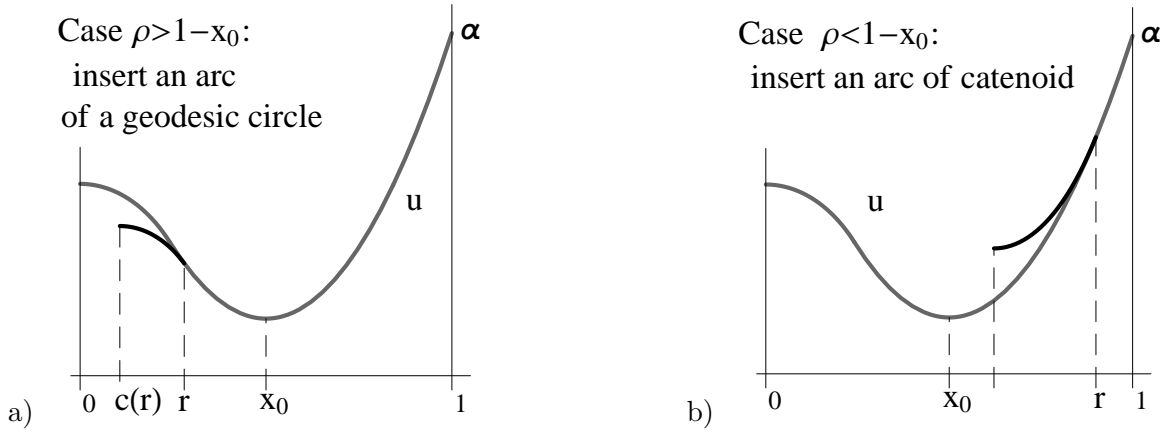 Case ρ>1−x₀:
insert an arc
of a geodesic circle
α
u
0 c(r) r x₀ 1
a)
Case ρ<1−x₀:
insert an arc of catenoid
α
u
0 x₀ r 1
b)